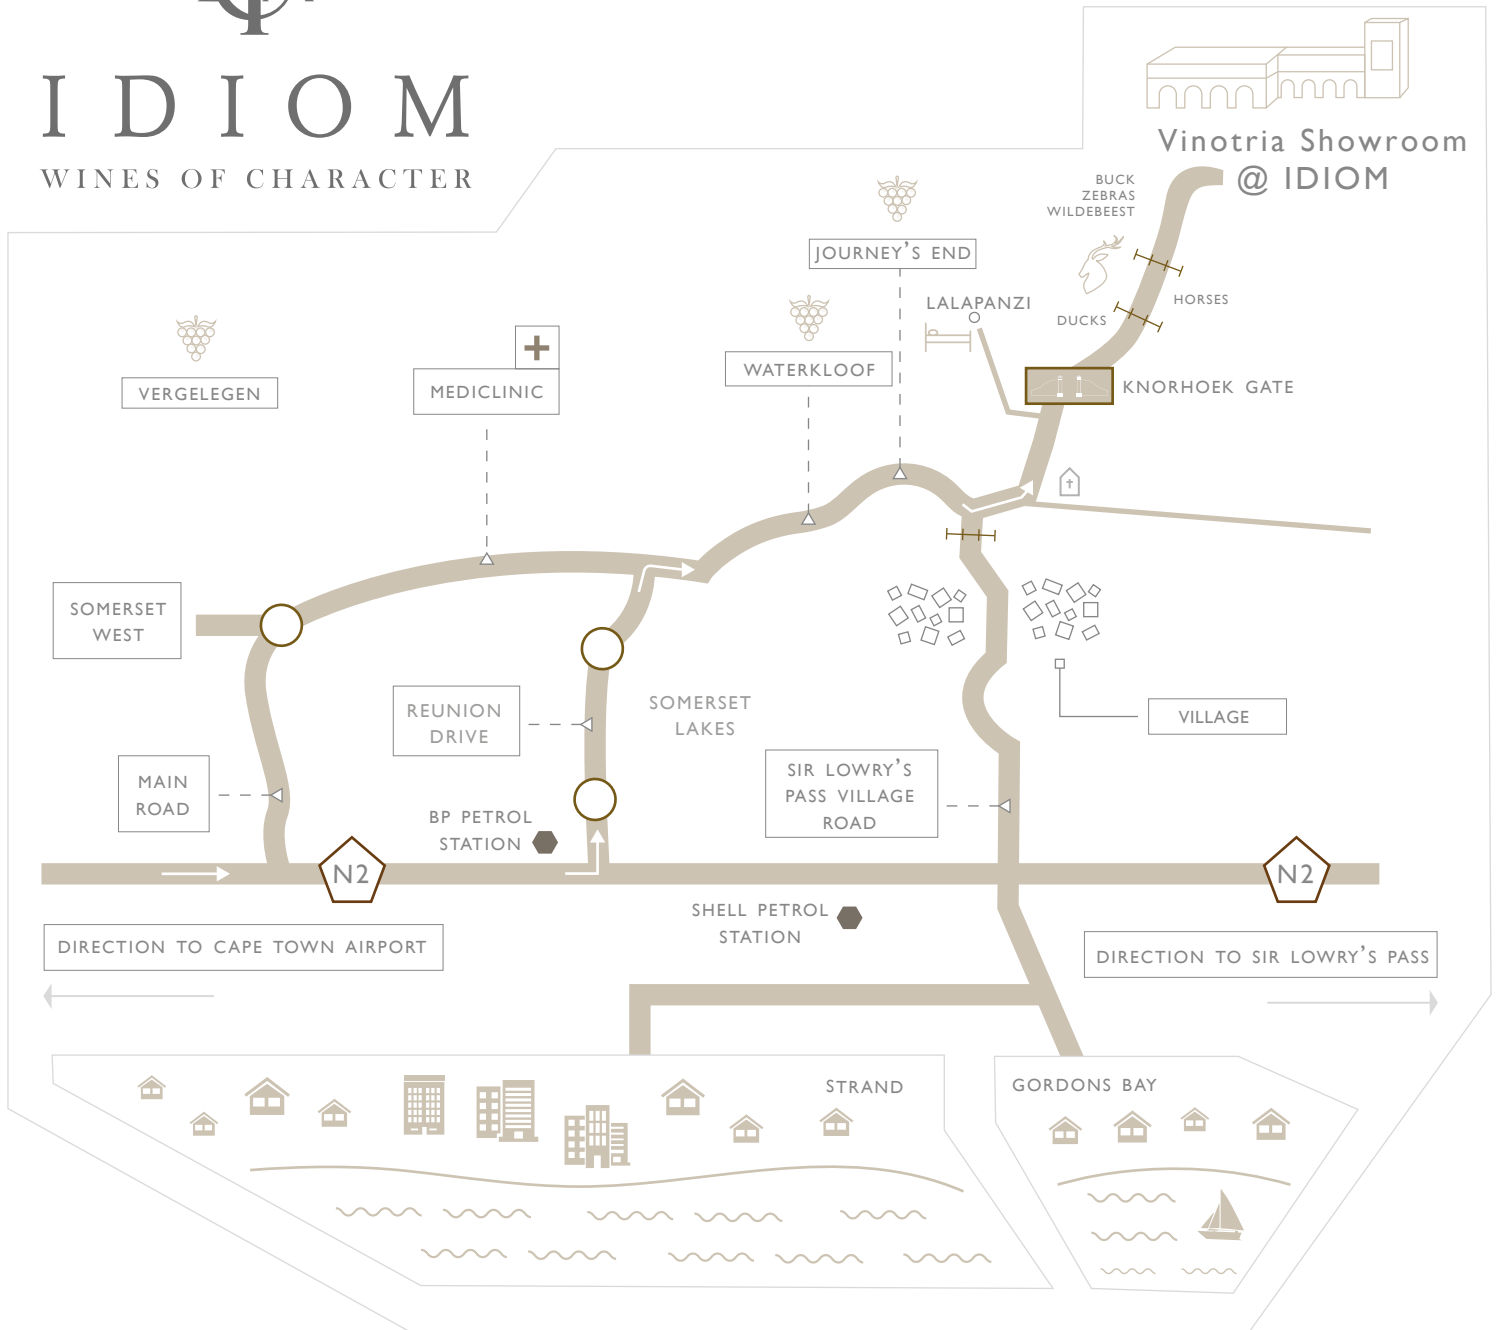 IDIOM
WINES OF CHARACTER
Vinotria Showroom
@ IDIOM
BUCK
ZEBRAS
WILDEBEEST
JOURNEY'S END
LALAPANZI
HORSES
DUCKS
WATERKLOOF
KNORHOEK GATE
VERGELEGEN
MEDICLINIC
SOMERSET
WEST
REUNION
DRIVE
SOMERSET
LAKES
VILLAGE
MAIN
ROAD
SIR LOWRY'S
PASS VILLAGE
ROAD
BP PETROL
STATION
N2
N2
SHELL PETROL
STATION
DIRECTION TO CAPE TOWN AIRPORT
DIRECTION TO SIR LOWRY'S PASS
STRAND
GORDONS BAY